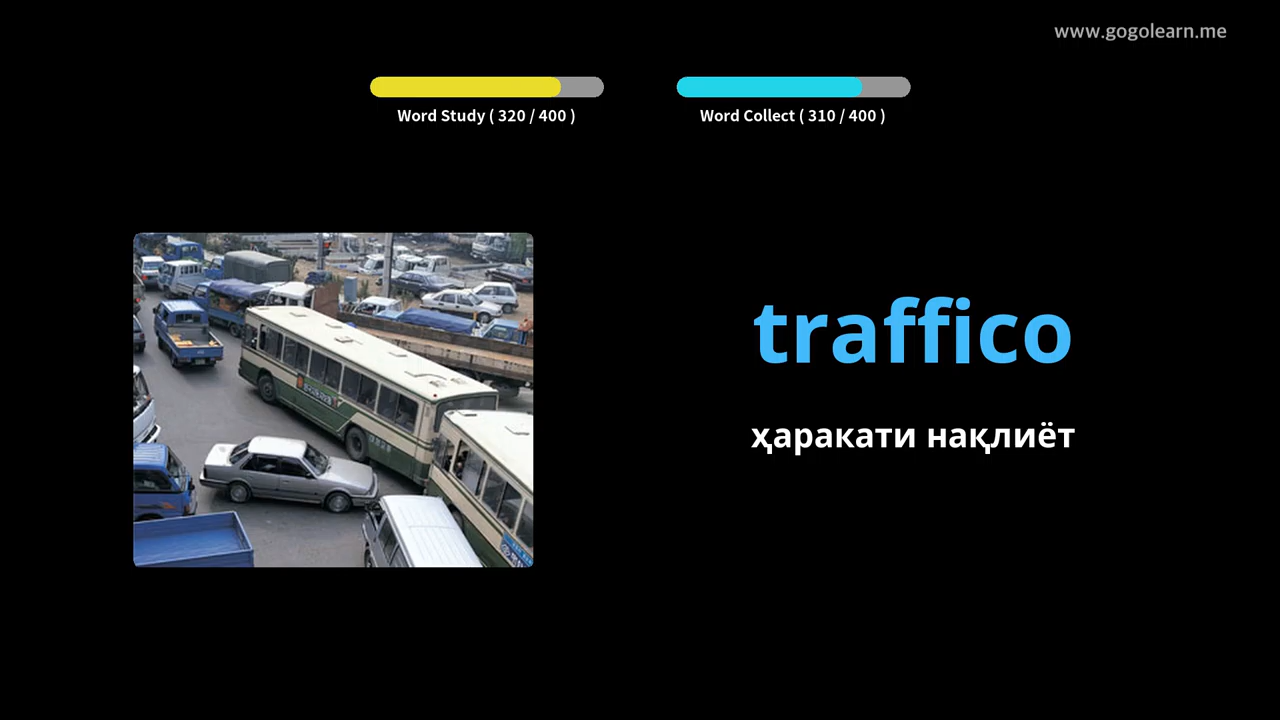 www.gogolearn.me
Word Study ( 320 / 400 )
Word Collect ( 310 / 400 )
traffico
ҳаракати нақлиёт